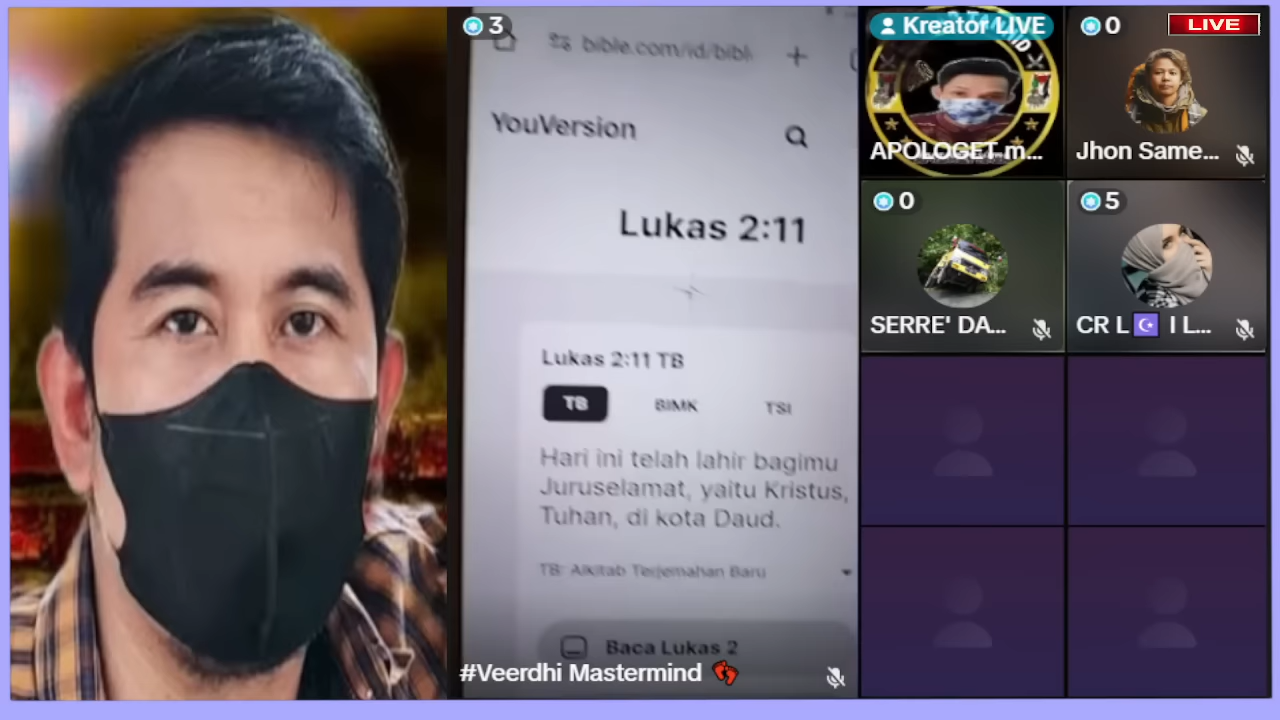 3
bible.com/id/bibl
YouVersion
Lukas 2:11
Lukas 2:11 TB
TB BIMK TSI
Hari ini telah lahir bagimu
Juruselamat, yaitu Kristus,
Tuhan, di kota Daud.
TB: Alkitab Terjemahan Baru
Baca Lukas 2
#Veerdhi Mastermind
Kreator LIVE
APOLOGET m...
0
LIVE
Jhon Same...
0
SERRE' DA...
5
CR L I L...